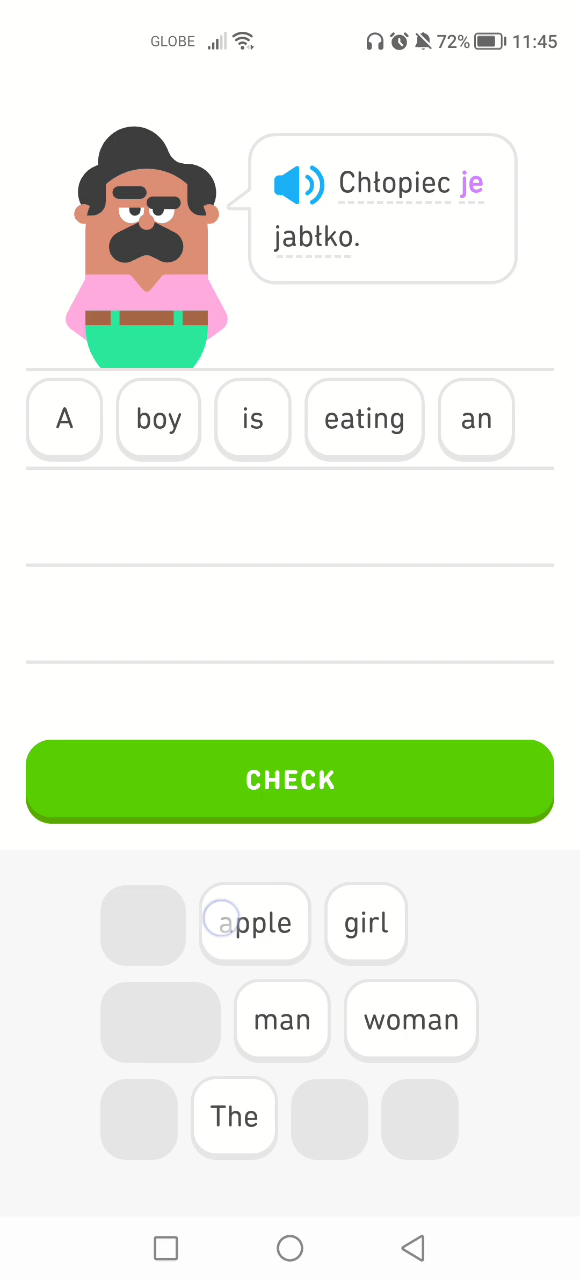 GLOBE 72% 11:45
Chłopiec je
jabłko.
A boy is eating an
CHECK
apple girl
man woman
The